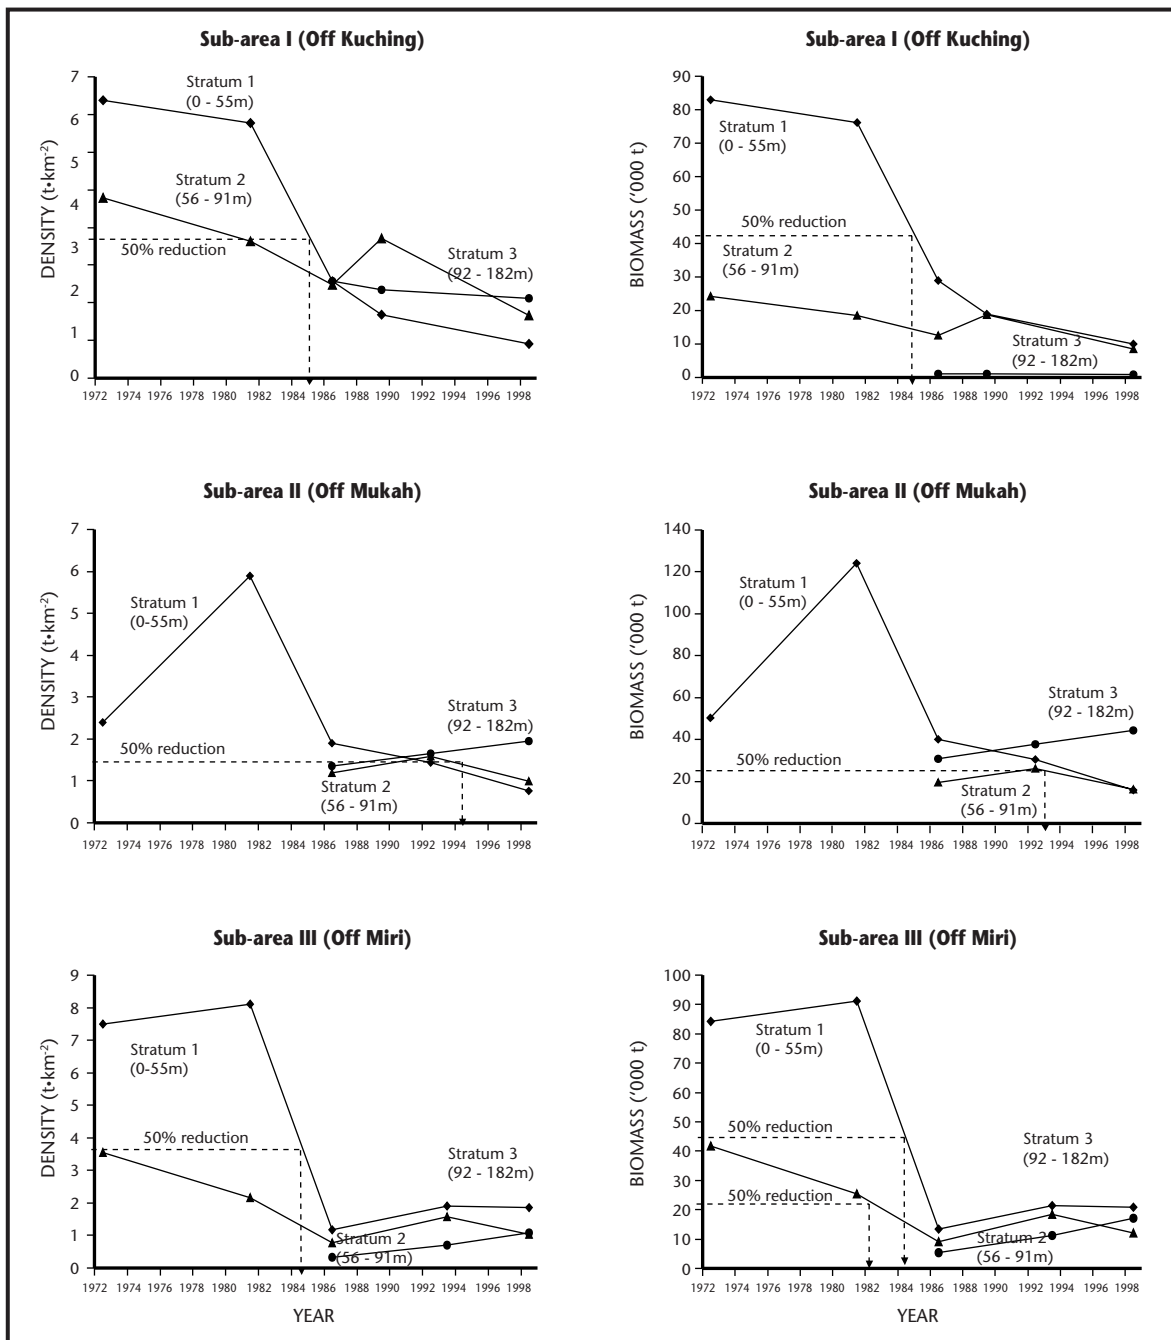 Sub-area I (Off Kuching)
DENSITY (t•km-2)
7
6
5
4
3
2
1
0
Stratum 1
(0 - 55m)
Stratum 2
(56 - 91m)
50% reduction
Stratum 3
(92 - 182m)
1972 1974 1976 1978 1980 1982 1984 1986 1988 1990 1992 1994 1996 1998
Sub-area I (Off Kuching)
BIOMASS ('000 t)
90
80
70
60
50
40
30
20
10
0
Stratum 1
(0 - 55m)
50% reduction
Stratum 2
(56 - 91m)
Stratum 3
(92 - 182m)
1972 1974 1976 1978 1980 1982 1984 1986 1988 1990 1992 1994 1996 1998
Sub-area II (Off Mukah)
DENSITY (t•km-2)
7
6
5
4
3
2
1
0
Stratum 1
(0-55m)
Stratum 3
(92 - 182m)
50% reduction
Stratum 2
(56 - 91m)
1972 1974 1976 1978 1980 1982 1984 1986 1988 1990 1992 1994 1996 1998
Sub-area II (Off Mukah)
BIOMASS ('000 t)
140
120
100
80
60
40
20
0
Stratum 1
(0 - 55m)
Stratum 3
(92 - 182m)
50% reduction
Stratum 2
(56 - 91m)
1972 1974 1976 1978 1980 1982 1984 1986 1988 1990 1992 1994 1996 1998
Sub-area III (Off Miri)
DENSITY (t•km-2)
9
8
7
6
5
4
3
2
1
0
Stratum 1
(0-55m)
50% reduction
Stratum 3
(92 - 182m)
Stratum 2
(56 - 91m)
1972 1974 1976 1978 1980 1982 1984 1986 1988 1990 1992 1994 1996 1998
YEAR
Sub-area III (Off Miri)
BIOMASS ('000 t)
100
90
80
70
60
50
40
30
20
10
0
Stratum 1
(0 - 55m)
50% reduction
Stratum 3
(92 - 182m)
50% reduction
Stratum 2
(56 - 91m)
1972 1974 1976 1978 1980 1982 1984 1986 1988 1990 1992 1994 1996 1998
YEAR